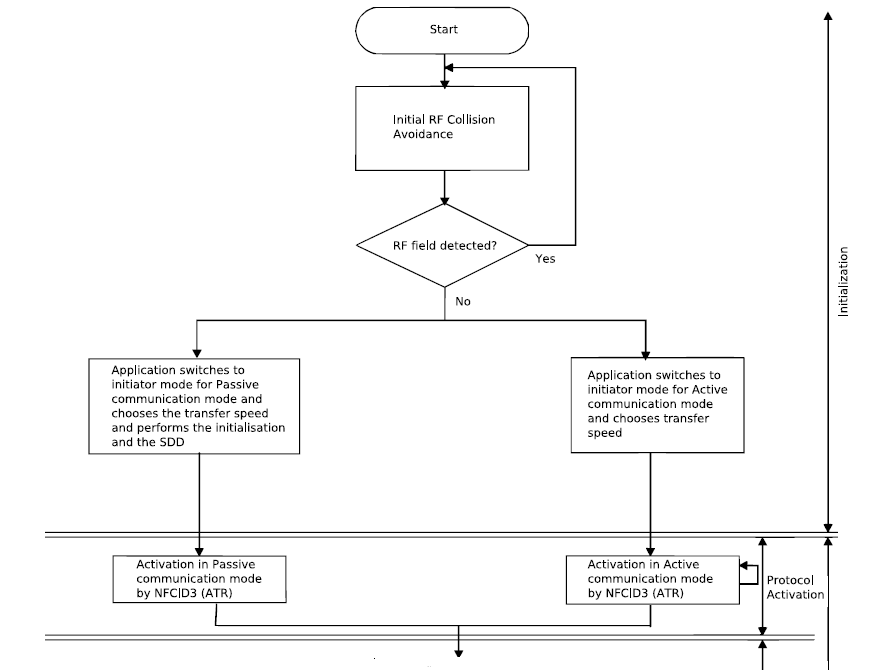 Start
Initial RF Collision
Avoidance
RF field detected?
Yes
No
Initialization
Application switches to
initiator mode for Passive
communication mode and
chooses the transfer speed
and performs the initialisation
and the SDD
Application switches to
initiator mode for Active
communication mode
and chooses transfer
speed
Activation in Passive
communication mode
by NFCID3 (ATR)
Activation in Active
communication mode
by NFCID3 (ATR)
Protocol
Activation